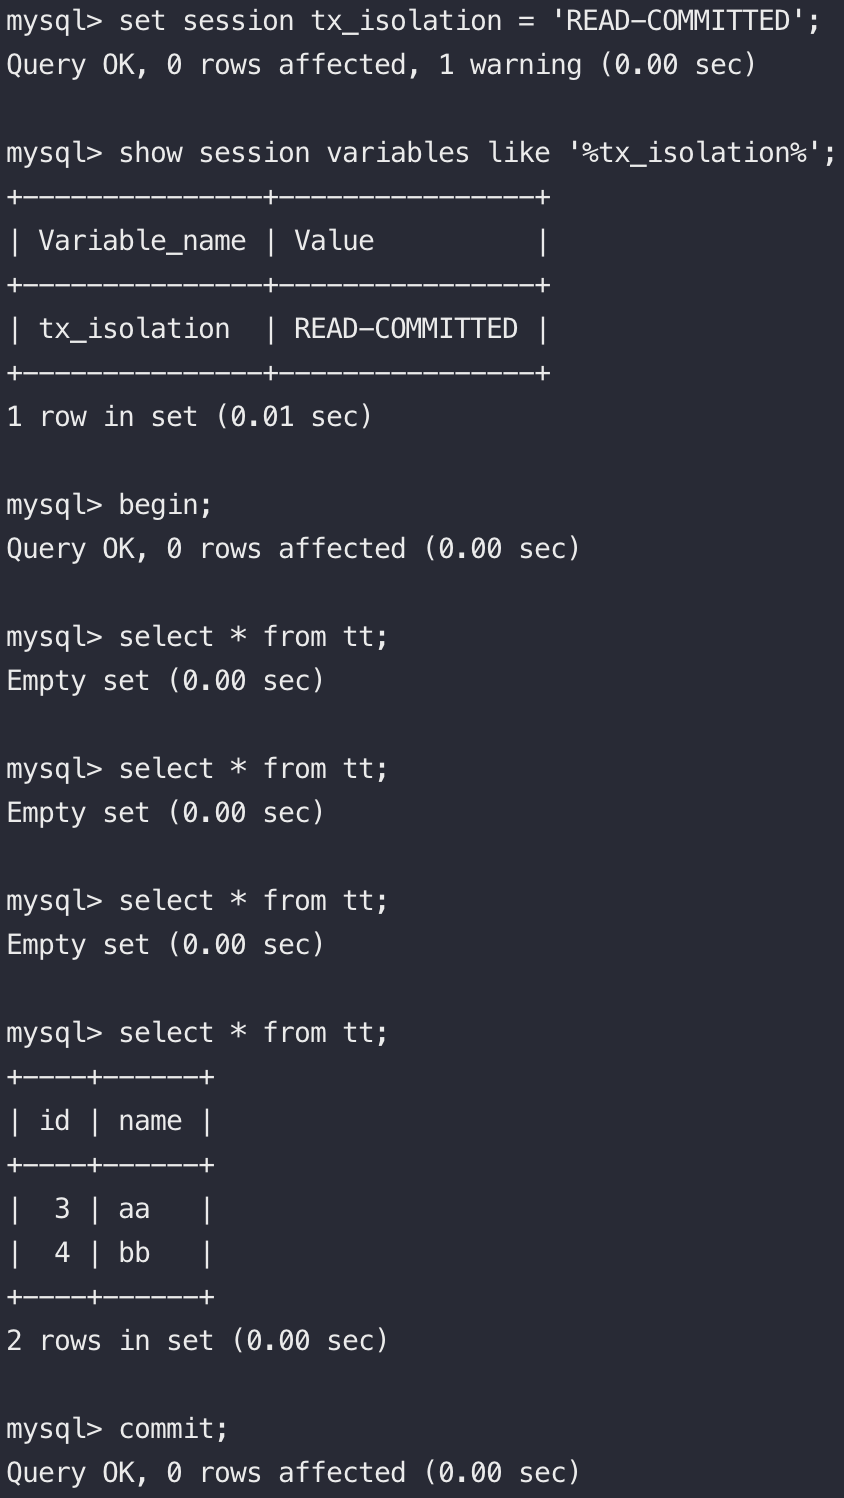 mysql> set session tx_isolation = 'READ-COMMITTED';
Query OK, 0 rows affected, 1 warning (0.00 sec)

mysql> show session variables like '%tx_isolation%';
+---------------+----------------+
| Variable_name | Value          |
+---------------+----------------+
| tx_isolation  | READ-COMMITTED |
+---------------+----------------+
1 row in set (0.01 sec)

mysql> begin;
Query OK, 0 rows affected (0.00 sec)

mysql> select * from tt;
Empty set (0.00 sec)

mysql> select * from tt;
Empty set (0.00 sec)

mysql> select * from tt;
Empty set (0.00 sec)

mysql> select * from tt;
+----+------+
| id | name |
+----+------+
|  3 | aa   |
|  4 | bb   |
+----+------+
2 rows in set (0.00 sec)

mysql> commit;
Query OK, 0 rows affected (0.00 sec)